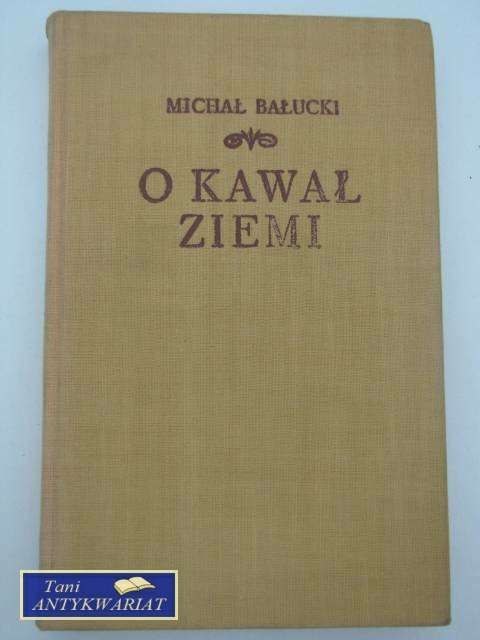 MICHAŁ BAŁUCKI
O KAWAŁ
ZIEMI
Tani
ANTYKWARIAT